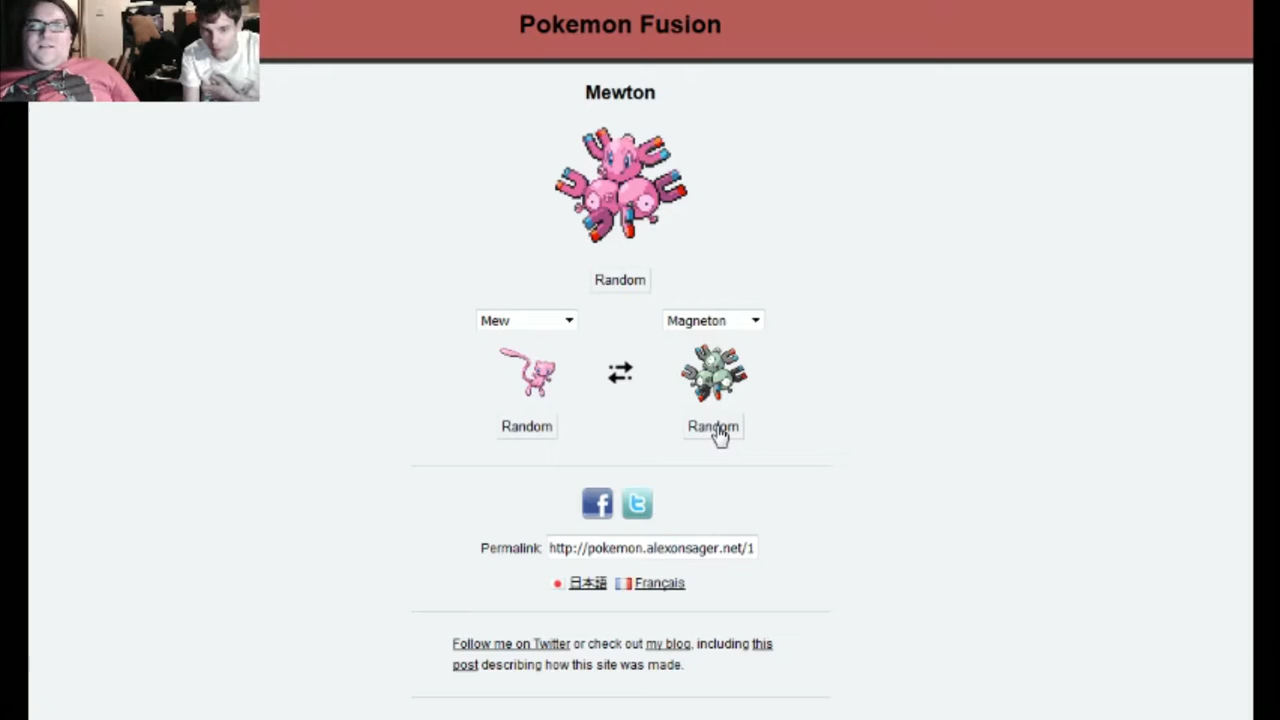 Pokemon Fusion
Mewton
Random
Mew Magneton
Random Random
Permalink: http://pokemon.alexonsager.net/1
日本語 Français
Follow me on Twitter or check out my blog, including this
post describing how this site was made.